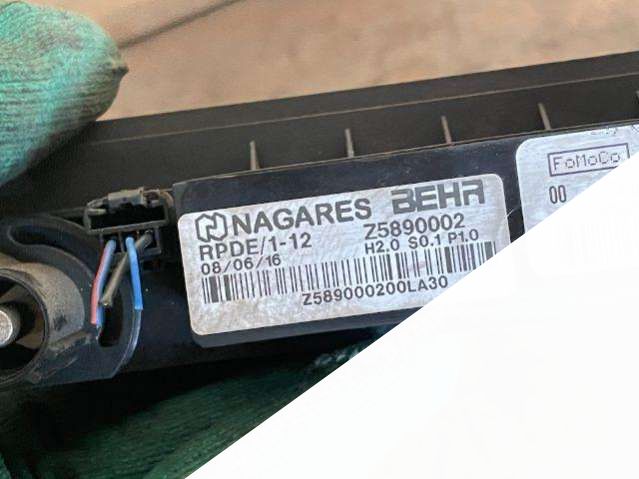 NAGARES BEHR
RPDE/1-12 Z5890002
08/06/16 H2.0 S0.1 P1.0
Z589000200LA30
FoMoCo
00